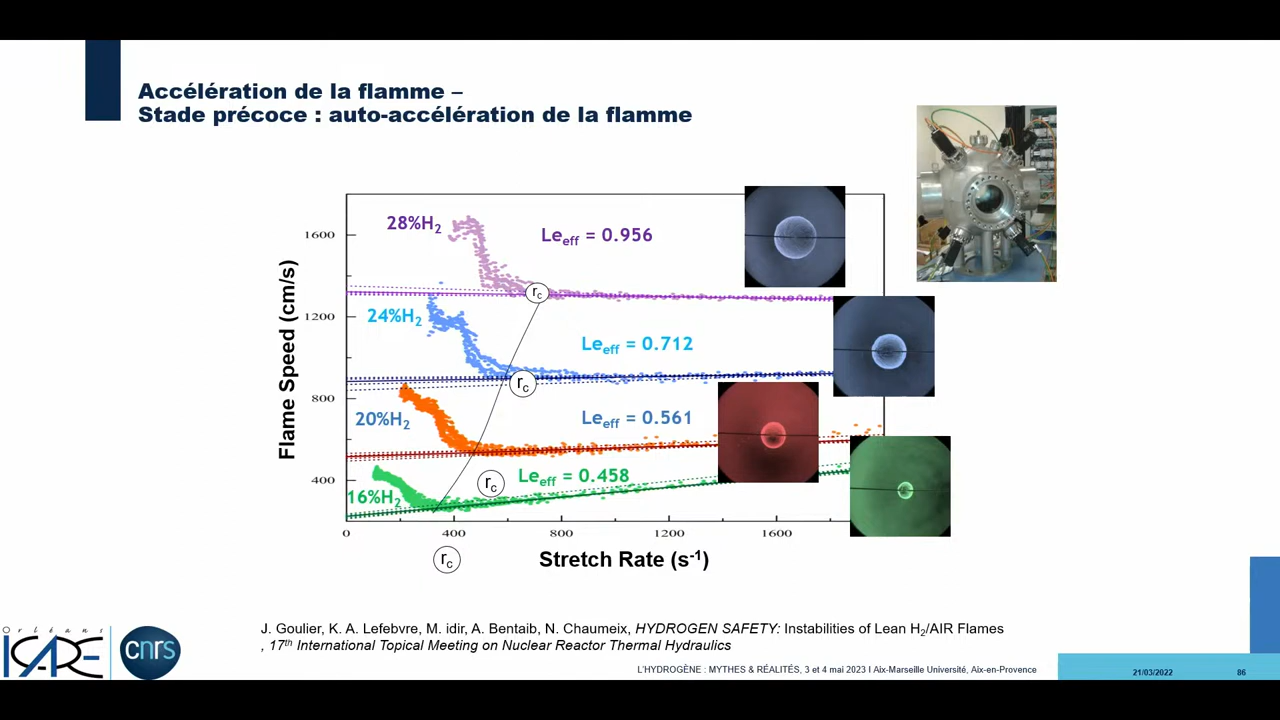 Accélération de la flamme –
Stade précoce : auto-accélération de la flamme
28%H2
Leeff = 0.956
1600
rc
24%H2
1200
Leeff = 0.712
rc
Flame Speed (cm/s)
800
20%H2
Leeff = 0.561
400
16%H2
rc
Leeff = 0.458
0
400
800
1200
1600
rc
Stretch Rate (s-1)
J. Goulier, K. A. Lefebvre, M. idir, A. Bentaib, N. Chaumeix, HYDROGEN SAFETY: Instabilities of Lean H2/AIR Flames
, 17th International Topical Meeting on Nuclear Reactor Thermal Hydraulics
Orléans
ICARE
cnrs
L'HYDROGÈNE : MYTHES & RÉALITÉS, 3 et 4 mai 2023 I Aix-Marseille Université, Aix-en-Provence
21/03/2022
86